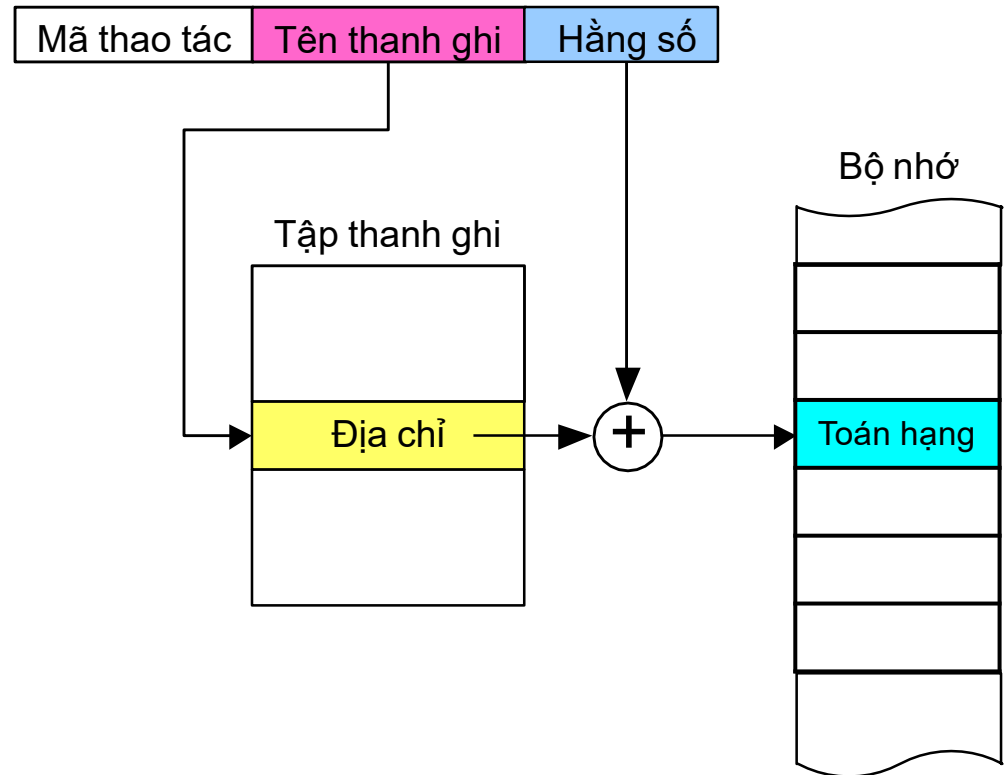 Mã thao tác Tên thanh ghi Hằng số
Bộ nhớ
Tập thanh ghi
Địa chỉ + Toán hạng